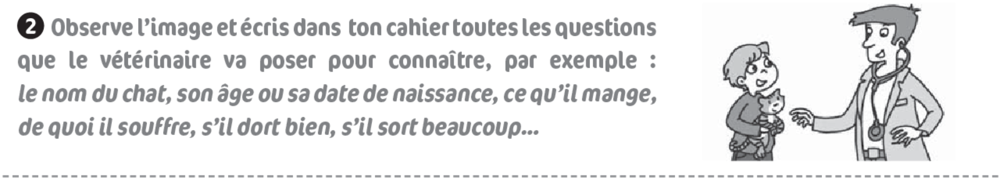 2 Observe l'image et écris dans ton cahier toutes les questions
que le vétérinaire va poser pour connaître, par exemple :
le nom du chat, son âge ou sa date de naissance, ce qu'il mange,
de quoi il souffre, s'il dort bien, s'il sort beaucoup...